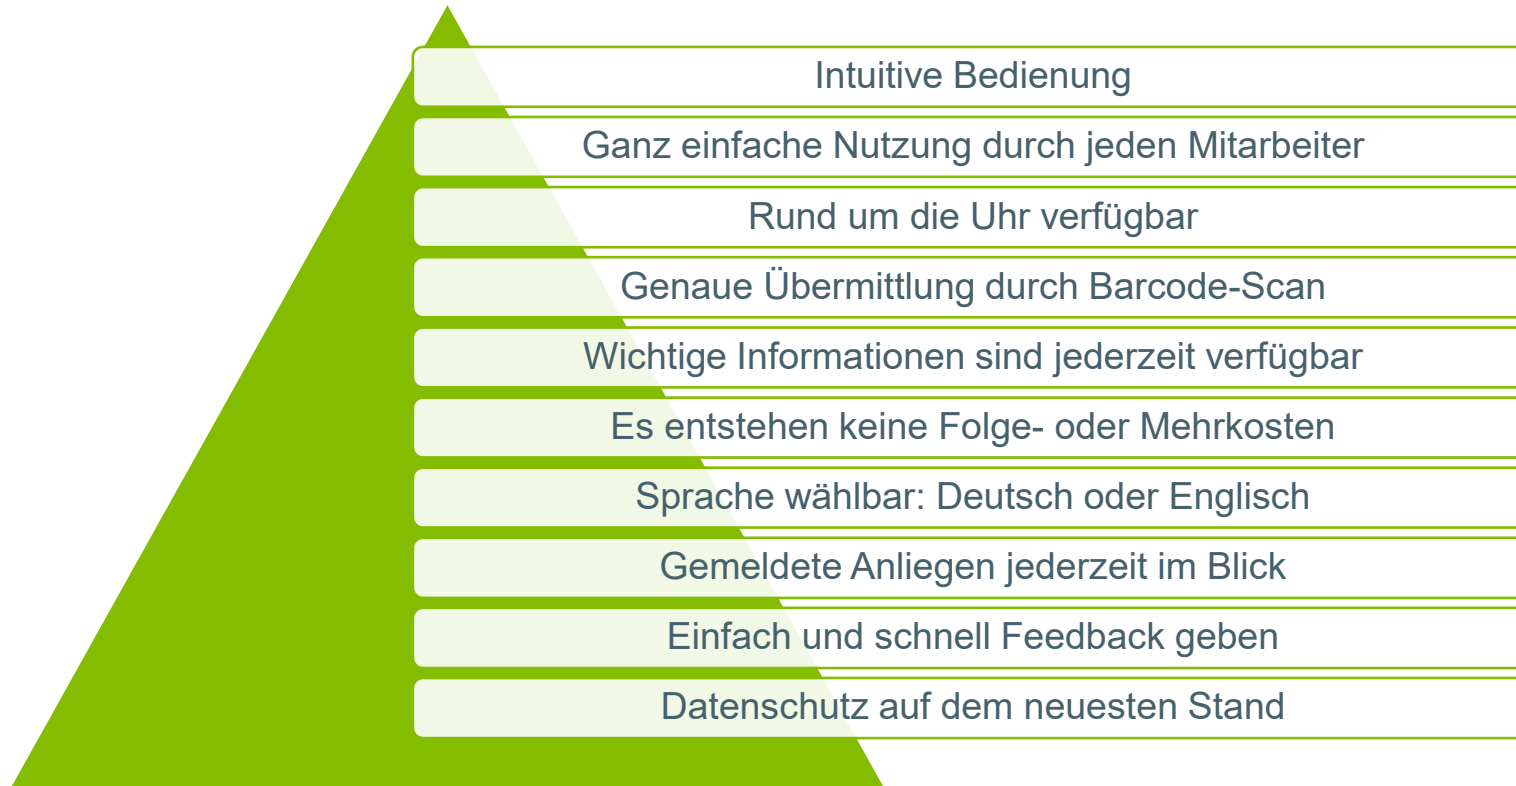 Intuitive Bedienung
Ganz einfache Nutzung durch jeden Mitarbeiter
Rund um die Uhr verfügbar
Genaue Übermittlung durch Barcode-Scan
Wichtige Informationen sind jederzeit verfügbar
Es entstehen keine Folge- oder Mehrkosten
Sprache wählbar: Deutsch oder Englisch
Gemeldete Anliegen jederzeit im Blick
Einfach und schnell Feedback geben
Datenschutz auf dem neuesten Stand